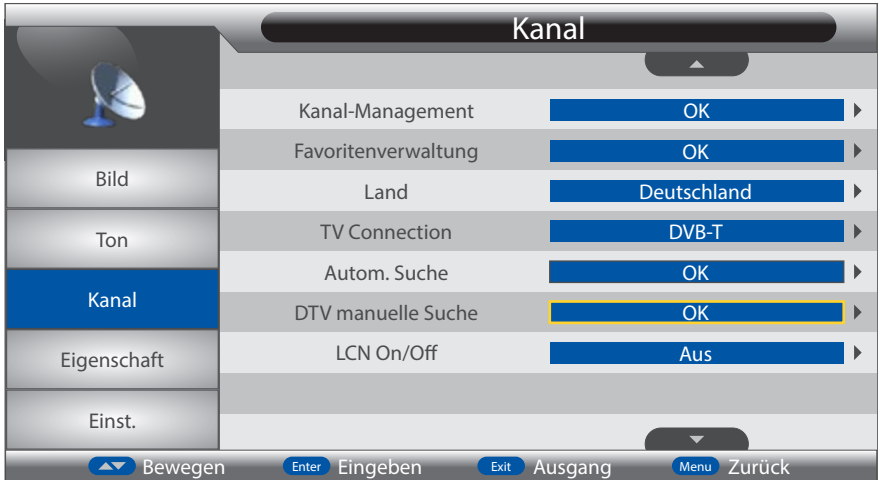 Kanal
Kanal-Management OK
Favoritenverwaltung OK
Land Deutschland
TV Connection DVB-T
Autom. Suche OK
DTV manuelle Suche OK
LCN On/Off Aus
Bild
Ton
Kanal
Eigenschaft
Einst.
Bewegen Enter Eingeben Exit Ausgang Menu Zurück